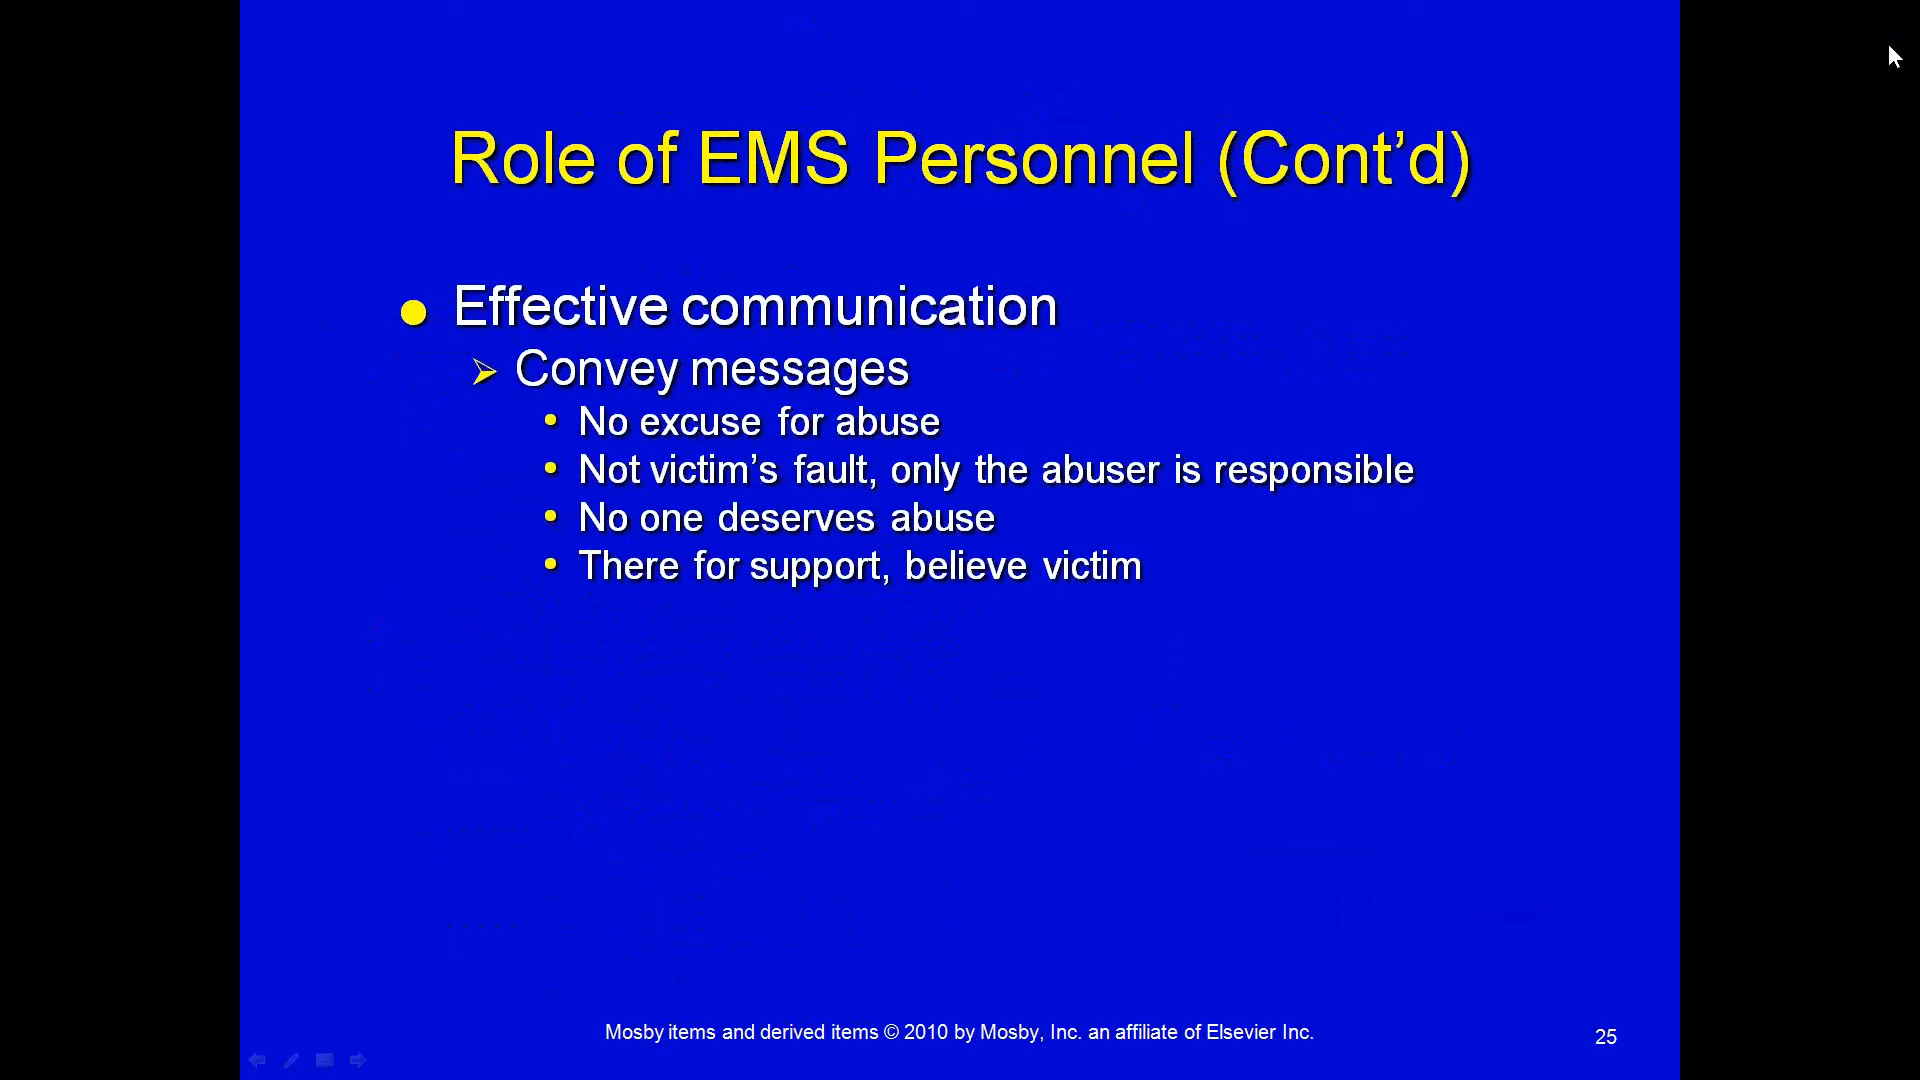 Role of EMS Personnel (Cont’d)
Effective communication
Convey messages
No excuse for abuse
Not victim’s fault, only the abuser is responsible
No one deserves abuse
There for support, believe victim
Mosby items and derived items © 2010 by Mosby, Inc. an affiliate of Elsevier Inc.
25